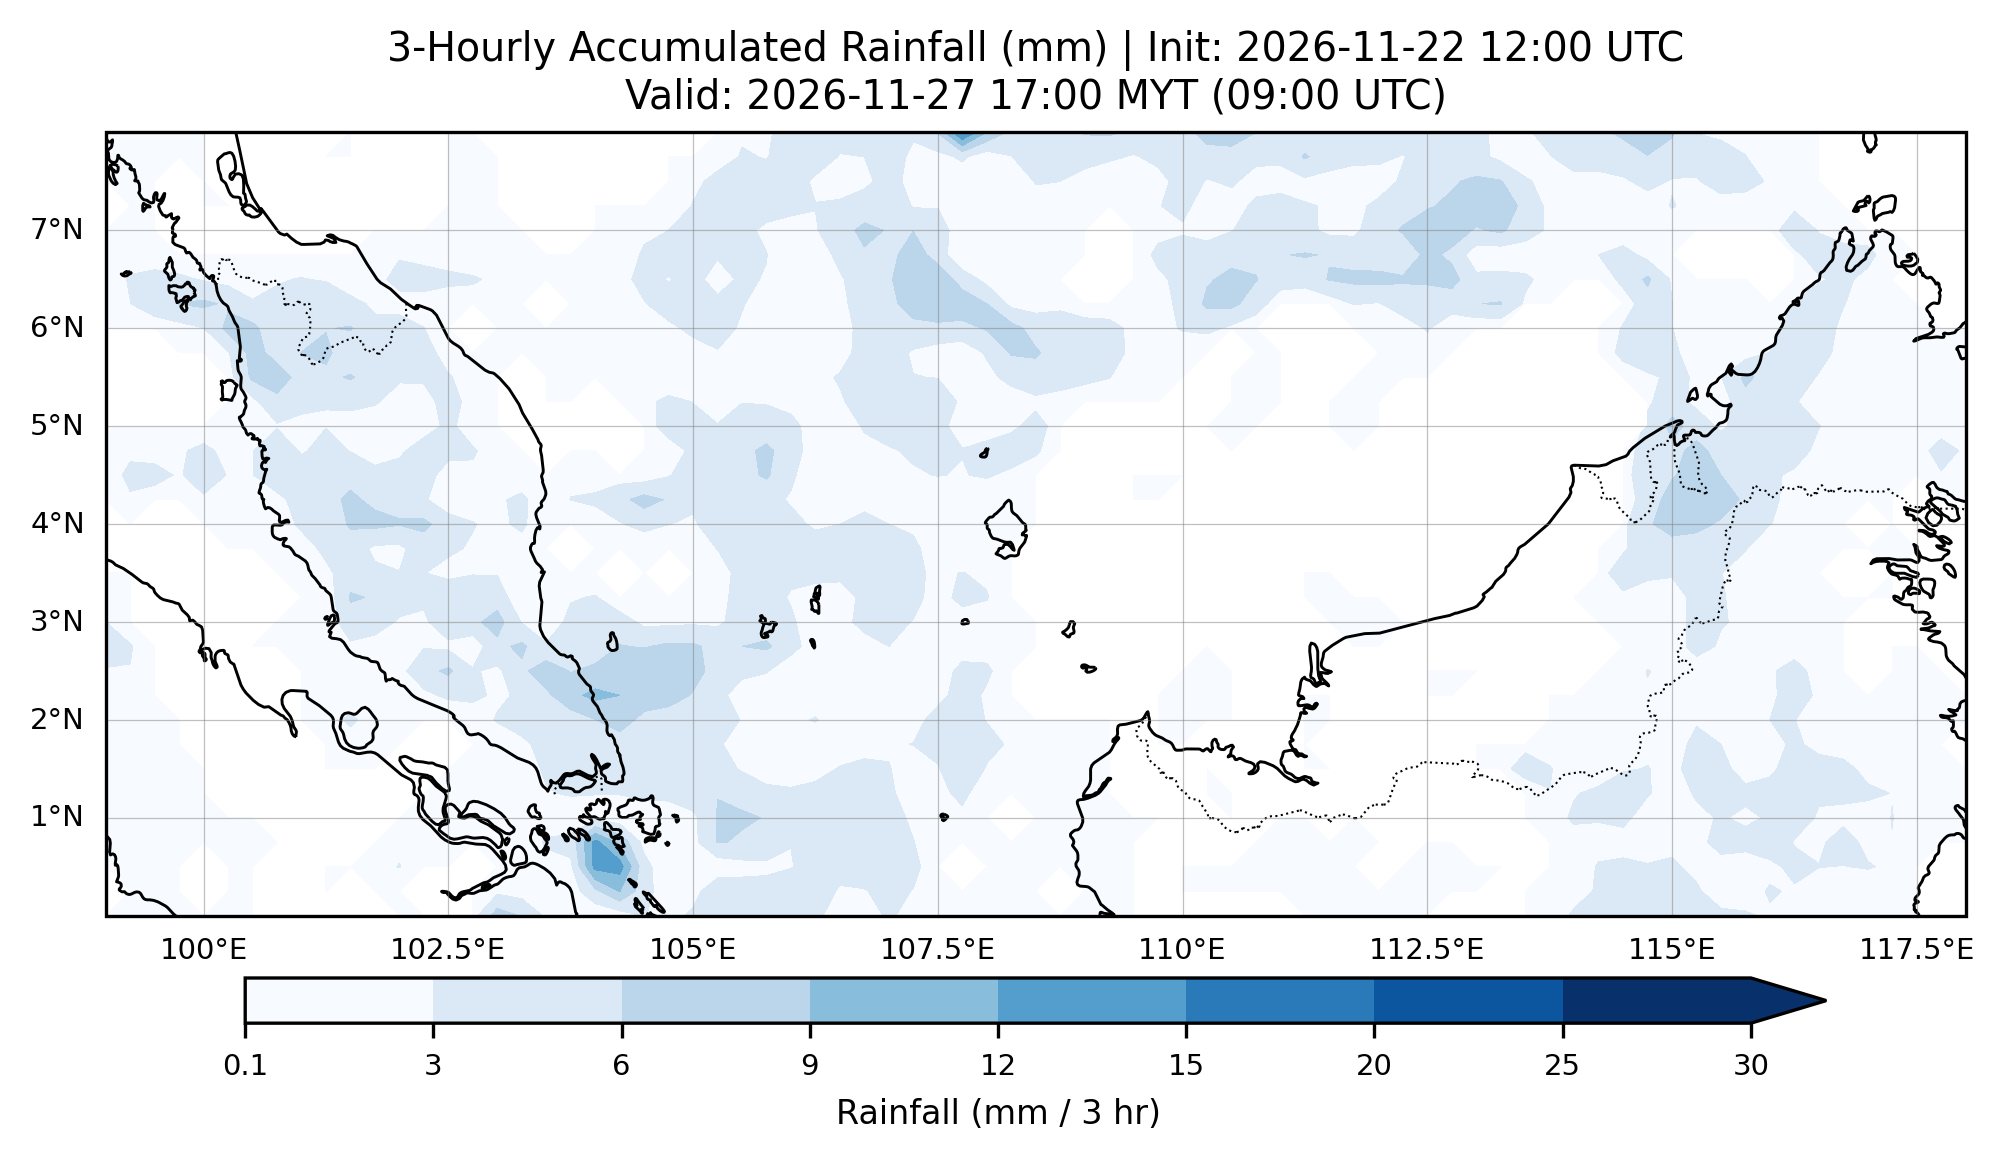 3-Hourly Accumulated Rainfall (mm) | Init: 2026-11-22 12:00 UTC
Valid: 2026-11-27 17:00 MYT (09:00 UTC)
7°N
6°N
5°N
4°N
3°N
2°N
1°N
100°E 102.5°E 105°E 107.5°E 110°E 112.5°E 115°E 117.5°E
0.1 3 6 9 12 15 20 25 30
Rainfall (mm / 3 hr)